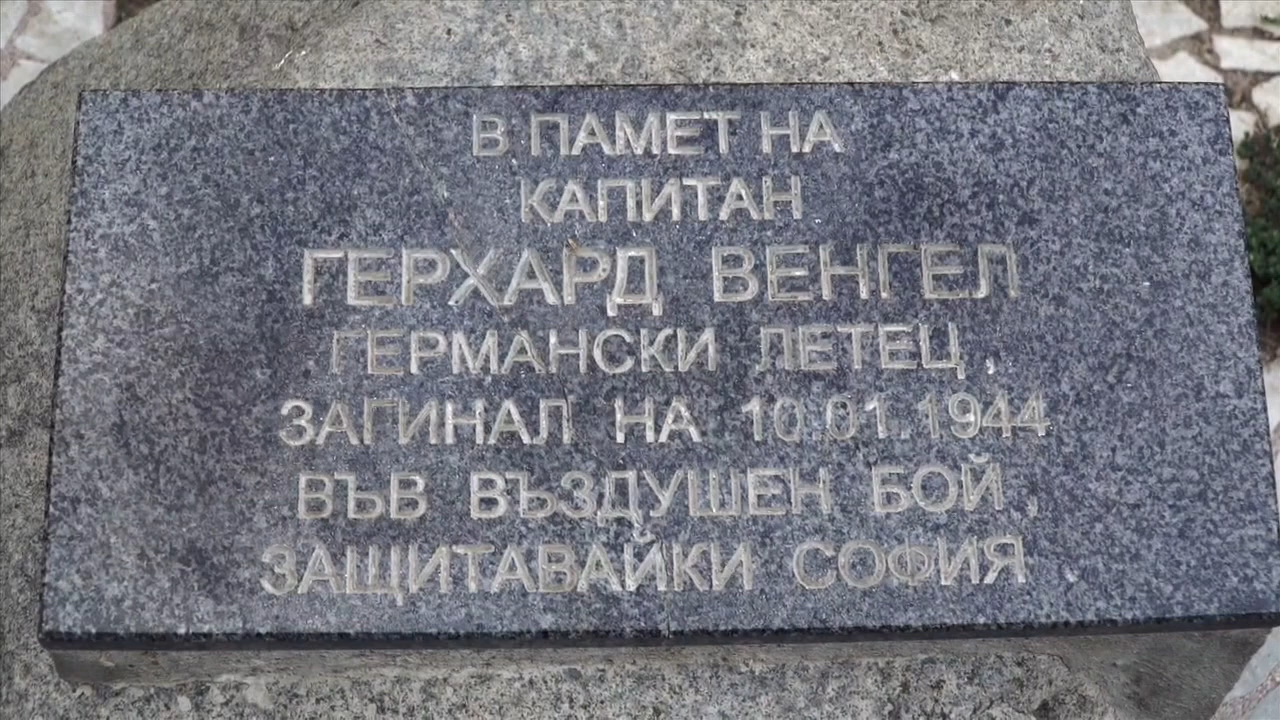 В ПАМЕТ НА
КАПИТАН
ГЕРХАРД ВЕНГЕЛ
ГЕРМАНСКИ ЛЕТЕЦ,
ЗАГИНАЛ НА 10.01.1944
ВЪВ ВЪЗДУШЕН БОЙ,
ЗАЩИТАВАЙКИ СОФИЯ